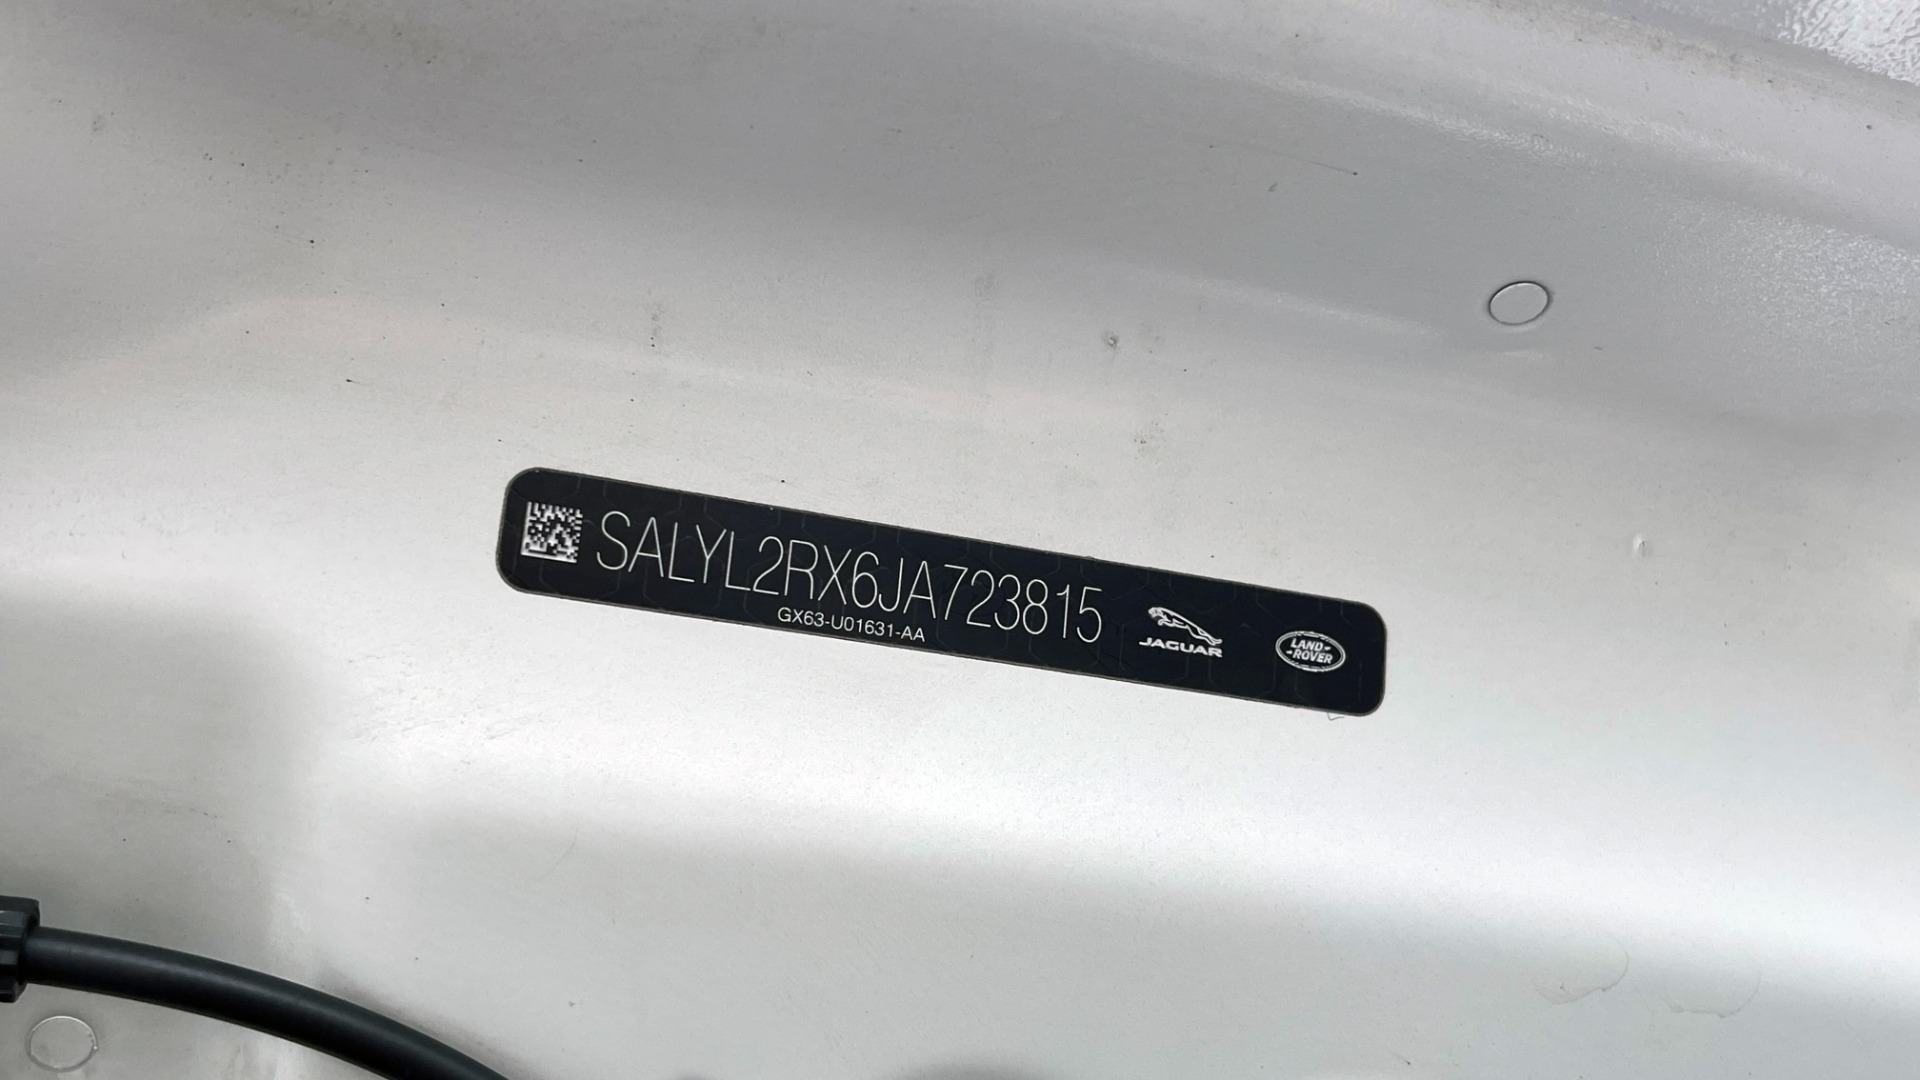 SALYL2RX6JA723815
GX63-U01631-AA
JAGUAR
LAND-
-ROVER